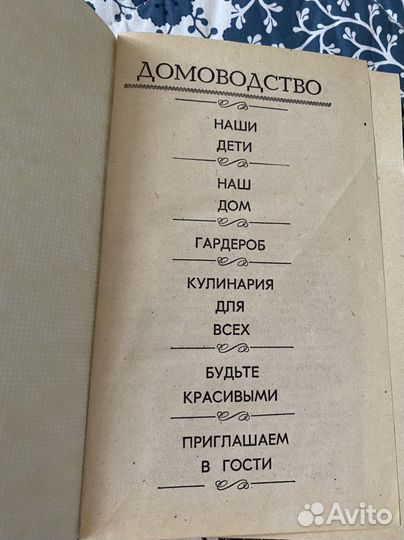 ДОМОВОДСТВО
НАШИ
ДЕТИ
НАШ
ДОМ
ГАРДЕРОБ
КУЛИНАРИЯ
ДЛЯ
ВСЕХ
БУДЬТЕ
КРАСИВЫМИ
ПРИГЛАШАЕМ
В ГОСТИ
Avito